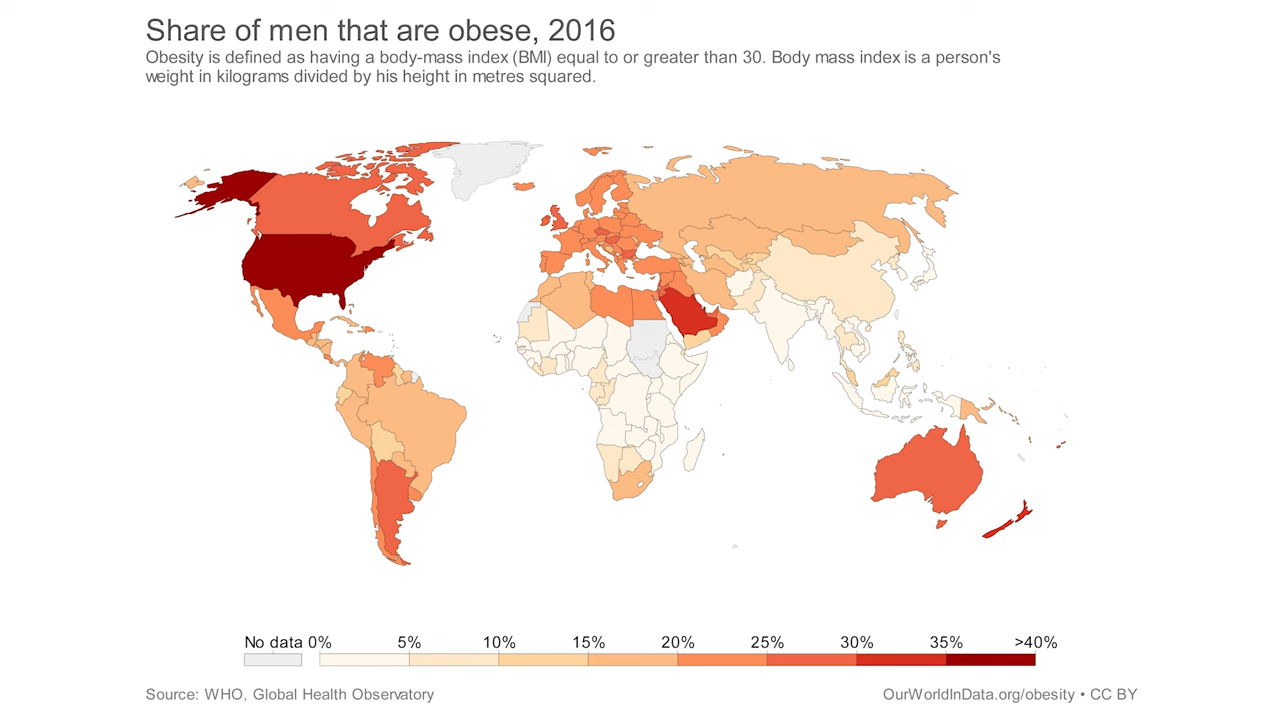 Share of men that are obese, 2016
Obesity is defined as having a body-mass index (BMI) equal to or greater than 30. Body mass index is a person's
weight in kilograms divided by his height in metres squared.
No data 0% 5% 10% 15% 20% 25% 30% 35% >40%
Source: WHO, Global Health Observatory
OurWorldInData.org/obesity • CC BY